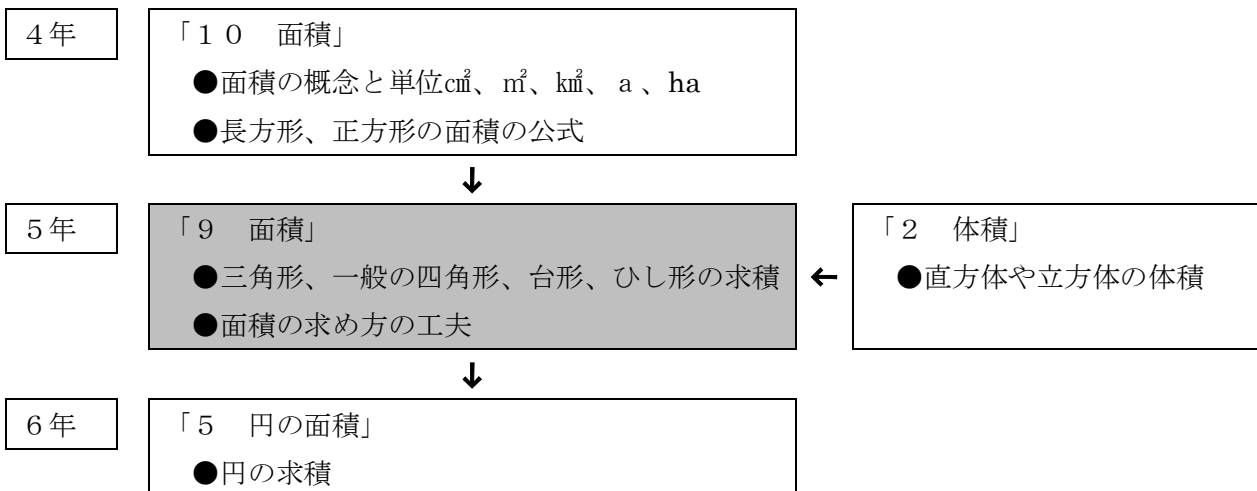 ４年
「１０　面積」
●面積の概念と単位㎠、㎡、㎢、ａ、ha
●長方形、正方形の面積の公式
↓
５年
「９　面積」
●三角形、一般の四角形、台形、ひし形の求積
●面積の求め方の工夫
←
「２　体積」
●直方体や立方体の体積
↓
６年
「５　円の面積」
●円の求積